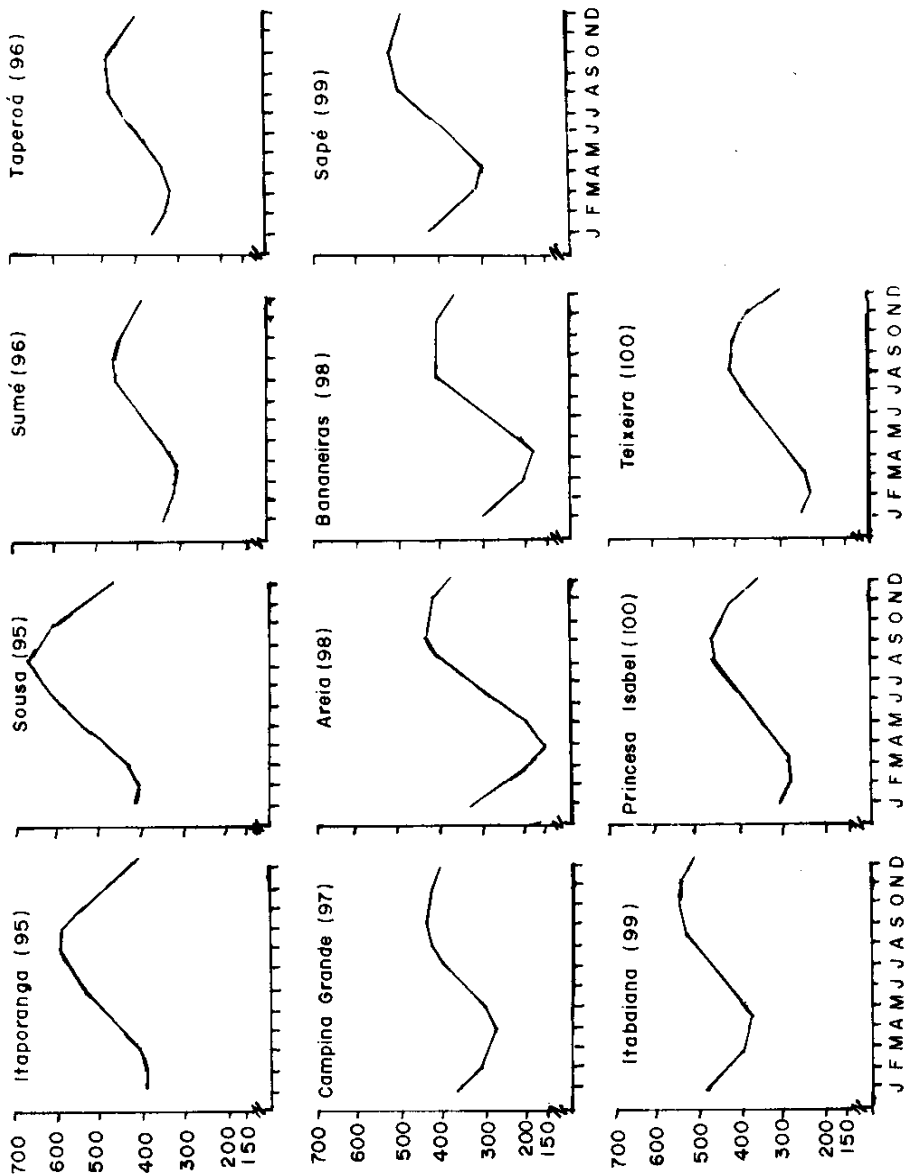 Itaporanga (95)
Sousa (95)
Sumé (96)
Taperoá (96)
700
600
500
400
300
200
150
Campina Grande (97)
Areia (98)
Bananeiras (98)
Sapé (99)
700
600
500
400
300
200
150
J F M A M J J A S O N D
Itabaiana (99)
Princesa Isabel (100)
Teixeira (100)
700
600
500
400
300
200
150
J F M A M J J A S O N D
J F M A M J J A S O N D
J F M A M J J A S O N D